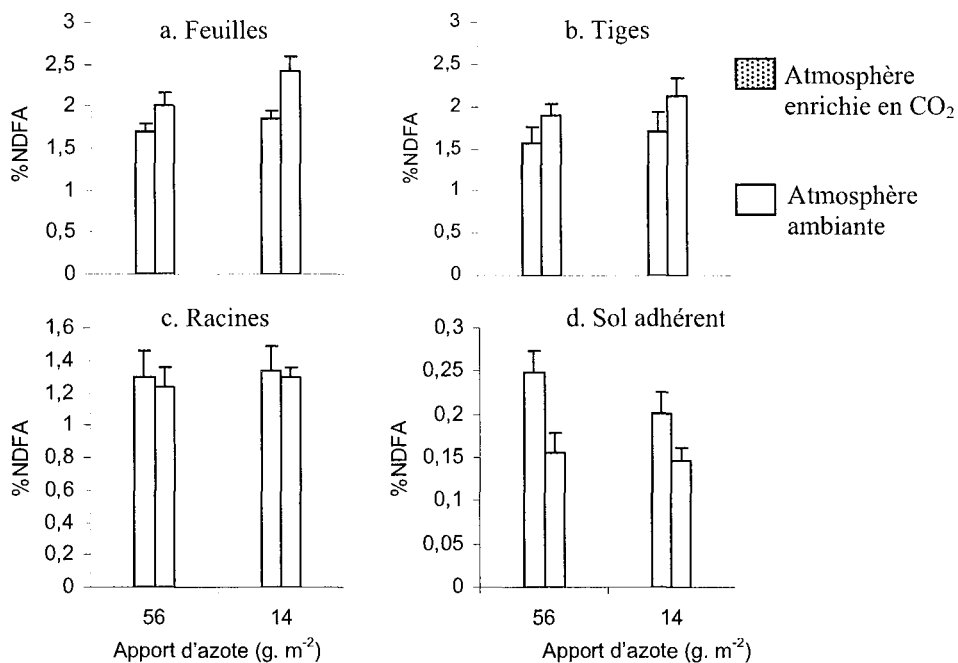 a. Feuilles
3
2,5
2
1,5
1
0,5
0
%NDFA
b. Tiges
3
2,5
2
1,5
1
0,5
0
%NDFA
Atmosphère
enrichie en CO₂
Atmosphère
ambiante
c. Racines
1,6
1,4
1,2
1
0,8
0,6
0,4
0,2
0
%NDFA
56
14
Apport d'azote (g. m⁻²)
d. Sol adhérent
0,3
0,25
0,2
0,15
0,1
0,05
0
%NDFA
56
14
Apport d'azote (g. m⁻²)